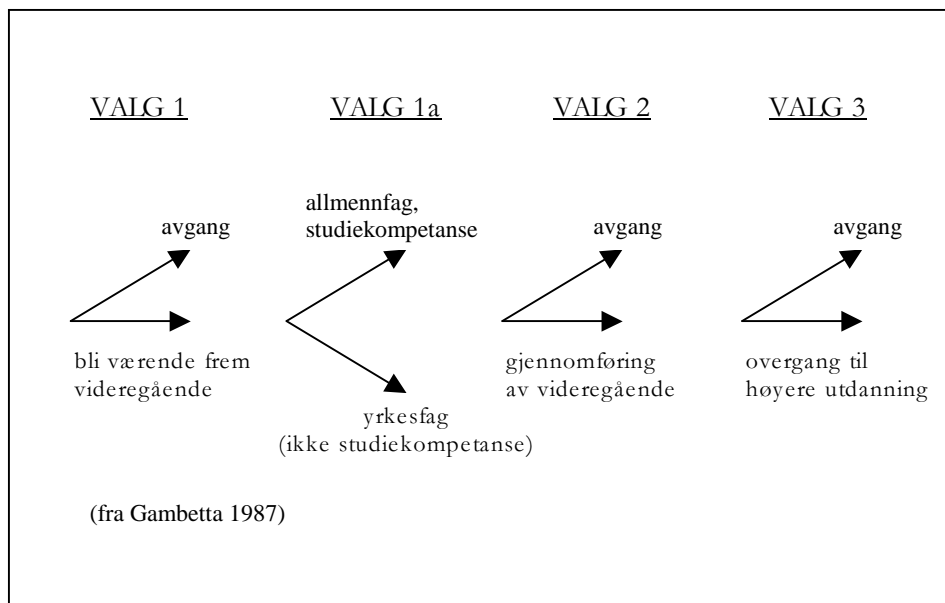 VALG 1
VALG 1a
VALG 2
VALG 3
avgang
allmennfag,
studiekompetanse
avgang
avgang
bli værende frem
videregående
yrkesfag
(ikke studiekompetanse)
gjennomføring
av videregående
overgang til
høyere utdanning
(fra Gambetta 1987)